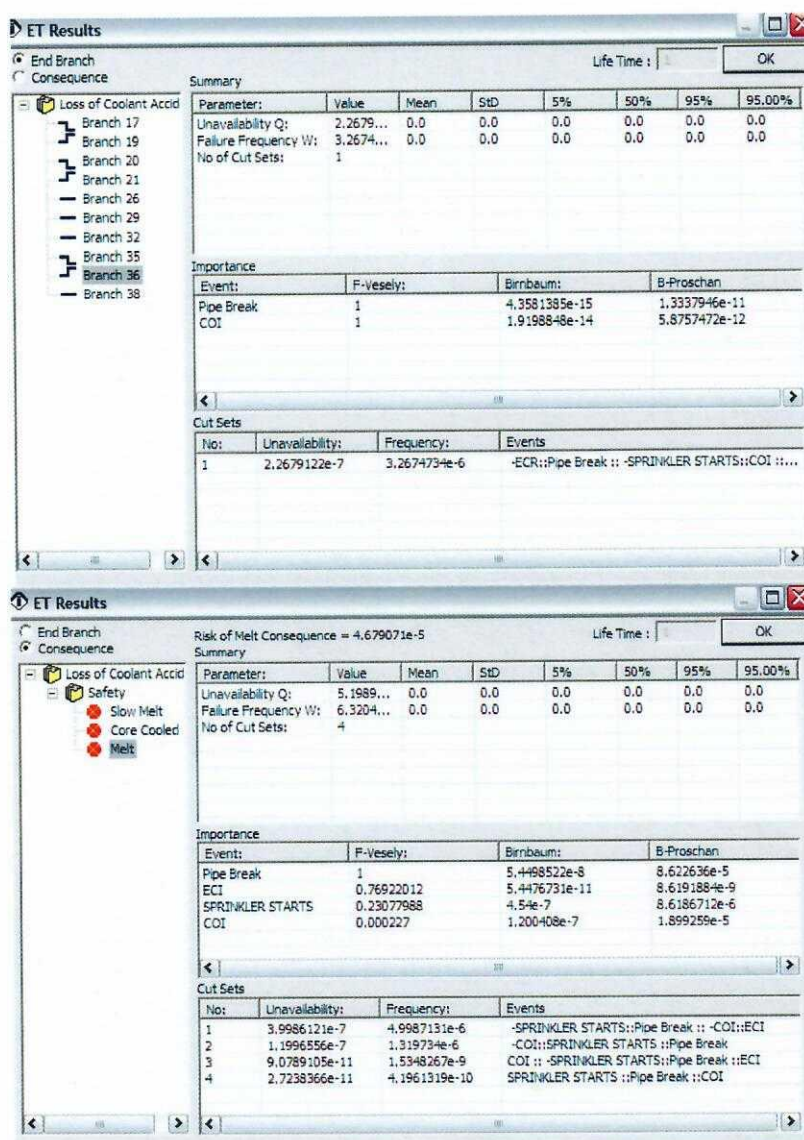 ET Results
End Branch
Life Time :
OK
Consequence
Summary
Loss of Coolant Accid
Branch 17
Branch 19
Branch 20
Branch 21
Branch 26
Branch 29
Branch 32
Branch 35
Branch 36
Branch 38
Parameter: Value Mean StD 5% 50% 95% 95.00%
Unavailability Q: 2.2679... 0.0 0.0 0.0 0.0 0.0
Failure Frequency W: 3.2674... 0.0 0.0 0.0 0.0 0.0
No of Cut Sets: 1
Importance
Event: F-Vesely: Birnbaum: B-Proschan
Pipe Break 1 4.3581385e-15 1.3337946e-11
COI 1 1.9198848e-14 5.8757472e-12
Cut Sets
No: Unavailability: Frequency: Events
1 2.2679122e-7 3.2674734e-6 -ECR::Pipe Break :: -SPRINKLER STARTS::COI ::...
ET Results
End Branch
Risk of Melt Consequence = 4.679071e-5
Life Time :
OK
Consequence
Summary
Loss of Coolant Accid
Safety
Slow Melt
Core Cooled
Melt
Parameter: Value Mean StD 5% 50% 95% 95.00%
Unavailability Q: 5.1989... 0.0 0.0 0.0 0.0 0.0
Failure Frequency W: 6.3204... 0.0 0.0 0.0 0.0 0.0
No of Cut Sets: 4
Importance
Event: F-Vesely: Birnbaum: B-Proschan
Pipe Break 1 5.4498522e-8 8.622636e-5
ECI 0.76922012 5.4476731e-11 8.6191884e-9
SPRINKLER STARTS 0.23077988 4.54e-7 8.6186712e-6
COI 0.000227 1.200408e-7 1.899259e-5
Cut Sets
No: Unavailability: Frequency: Events
1 3.9986121e-7 4.9987131e-6 -SPRINKLER STARTS::Pipe Break :: -COI::ECI
2 1.1996556e-7 1.319734e-6 -COI::SPRINKLER STARTS ::Pipe Break
3 9.0789105e-11 1.5348267e-9 COI :: -SPRINKLER STARTS::Pipe Break ::ECI
4 2.7238366e-11 4.1961319e-10 SPRINKLER STARTS ::Pipe Break ::COI